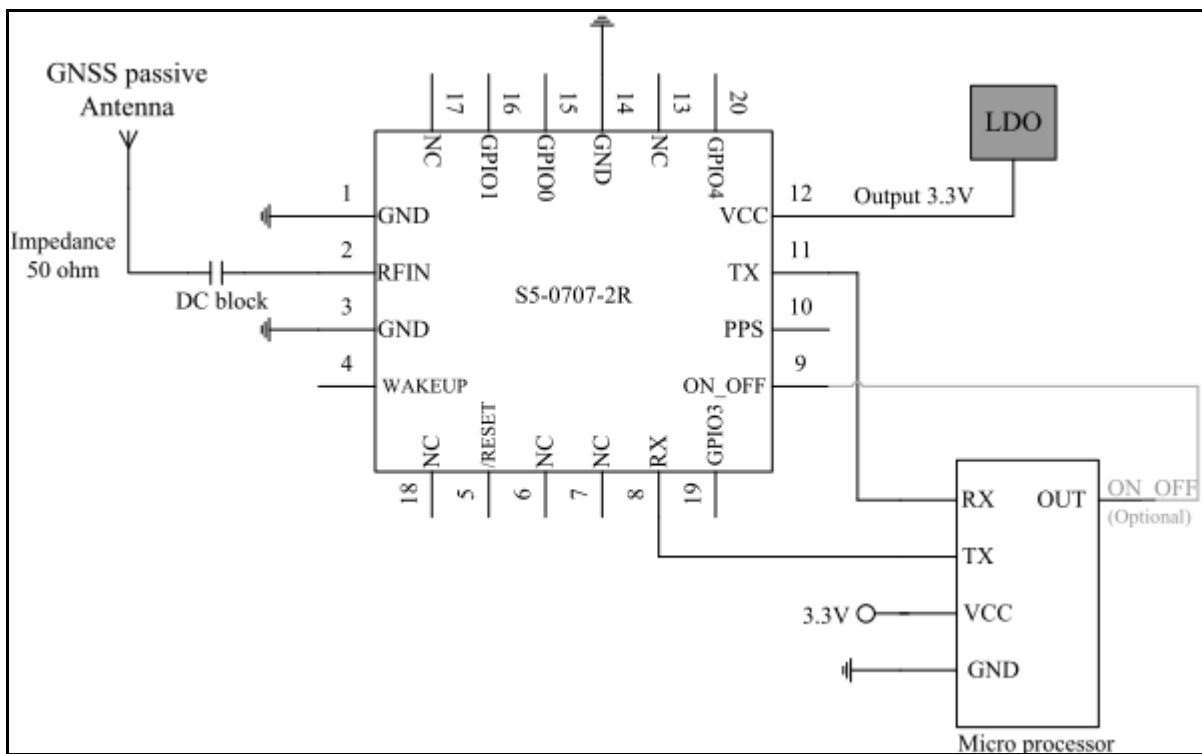 GNSS passive
Antenna
Impedance
50 ohm
DC block
17
16
15
14
13
20
NC
GPIO1
GPIO0
GND
NC
GPIO4
1
GND
2
RFIN
3
GND
4
WAKEUP
S5-0707-2R
12
VCC
11
TX
10
PPS
9
ON_OFF
Output 3.3V
LDO
NC
/RESET
NC
NC
RX
GPIO3
18
5
6
7
8
19
RX
OUT
TX
VCC
GND
3.3V
ON_OFF
(Optional)
Micro processor